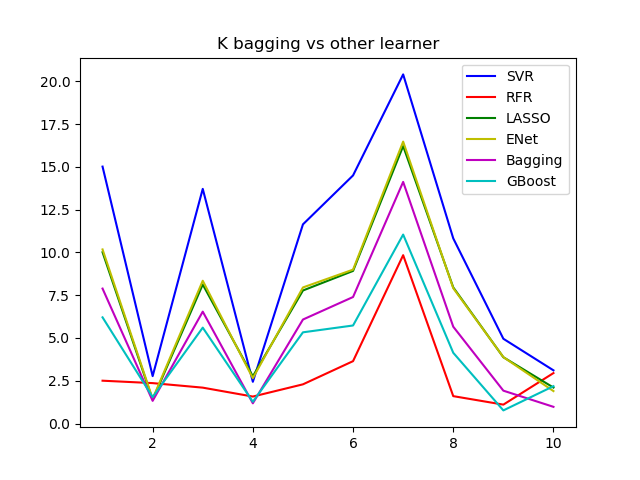 K bagging vs other learner
20.0
17.5
15.0
12.5
10.0
7.5
5.0
2.5
0.0
2 4 6 8 10
SVR
RFR
LASSO
ENet
Bagging
GBoost